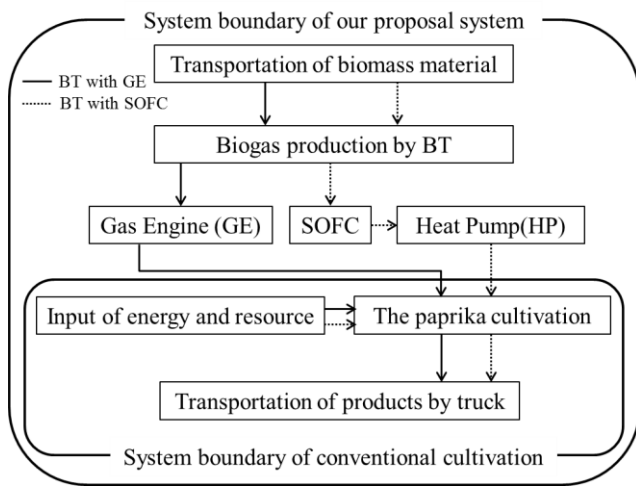 System boundary of our proposal system
Transportation of biomass material
BT with GE
BT with SOFC
Biogas production by BT
Gas Engine (GE)
SOFC
Heat Pump(HP)
Input of energy and resource
The paprika cultivation
Transportation of products by truck
System boundary of conventional cultivation